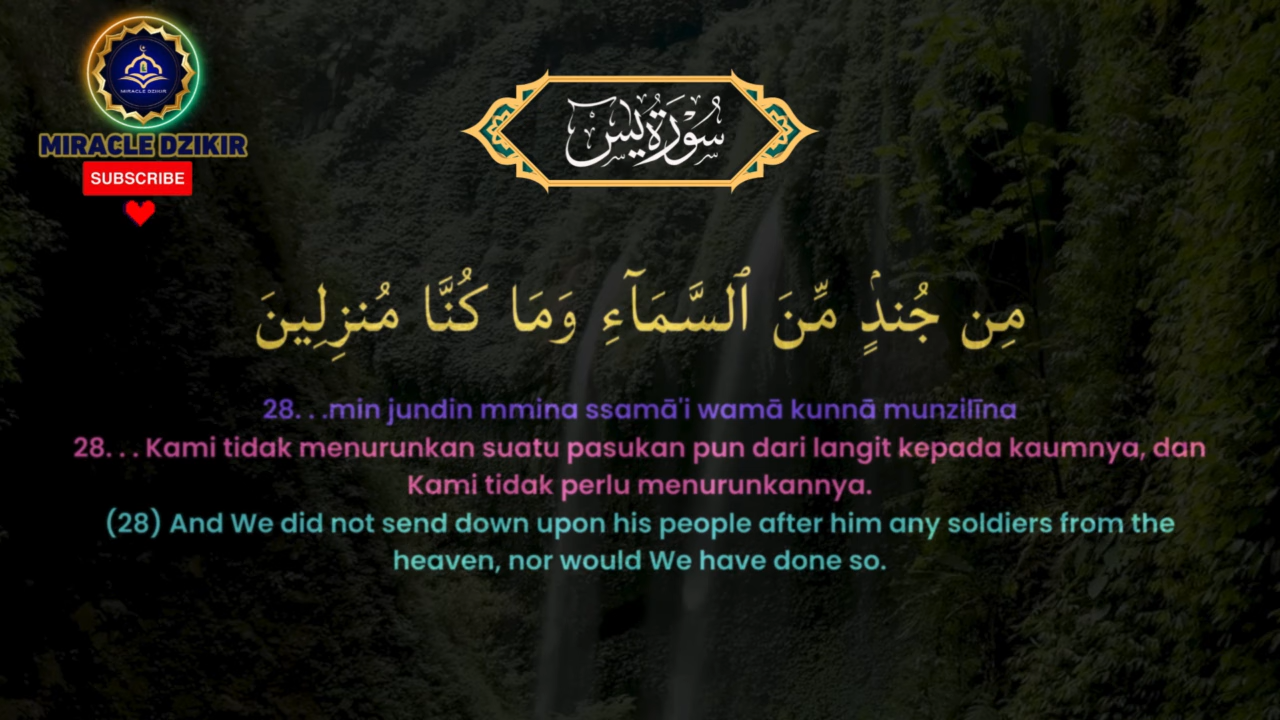 MIRACLE DZIKIR
MIRACLE DZIKIR
SUBSCRIBE
سُورَةُ يسٓ
مِن جُندٍۢ مِّنَ ٱلسَّمَآءِ وَمَا كُنَّا مُنزِلِينَ
28. . .min jundin mmina ssamā'i wamā kunnā munzilīna
28. . . Kami tidak menurunkan suatu pasukan pun dari langit kepada kaumnya, dan
Kami tidak perlu menurunkannya.
(28) And We did not send down upon his people after him any soldiers from the
heaven, nor would We have done so.